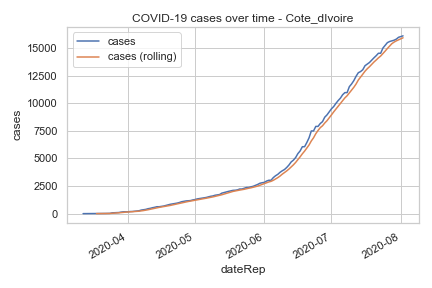 COVID-19 cases over time - Cote_dIvoire
cases
cases (rolling)
15000
12500
10000
7500
5000
2500
0
cases
2020-04
2020-05
2020-06
2020-07
2020-08
dateRep